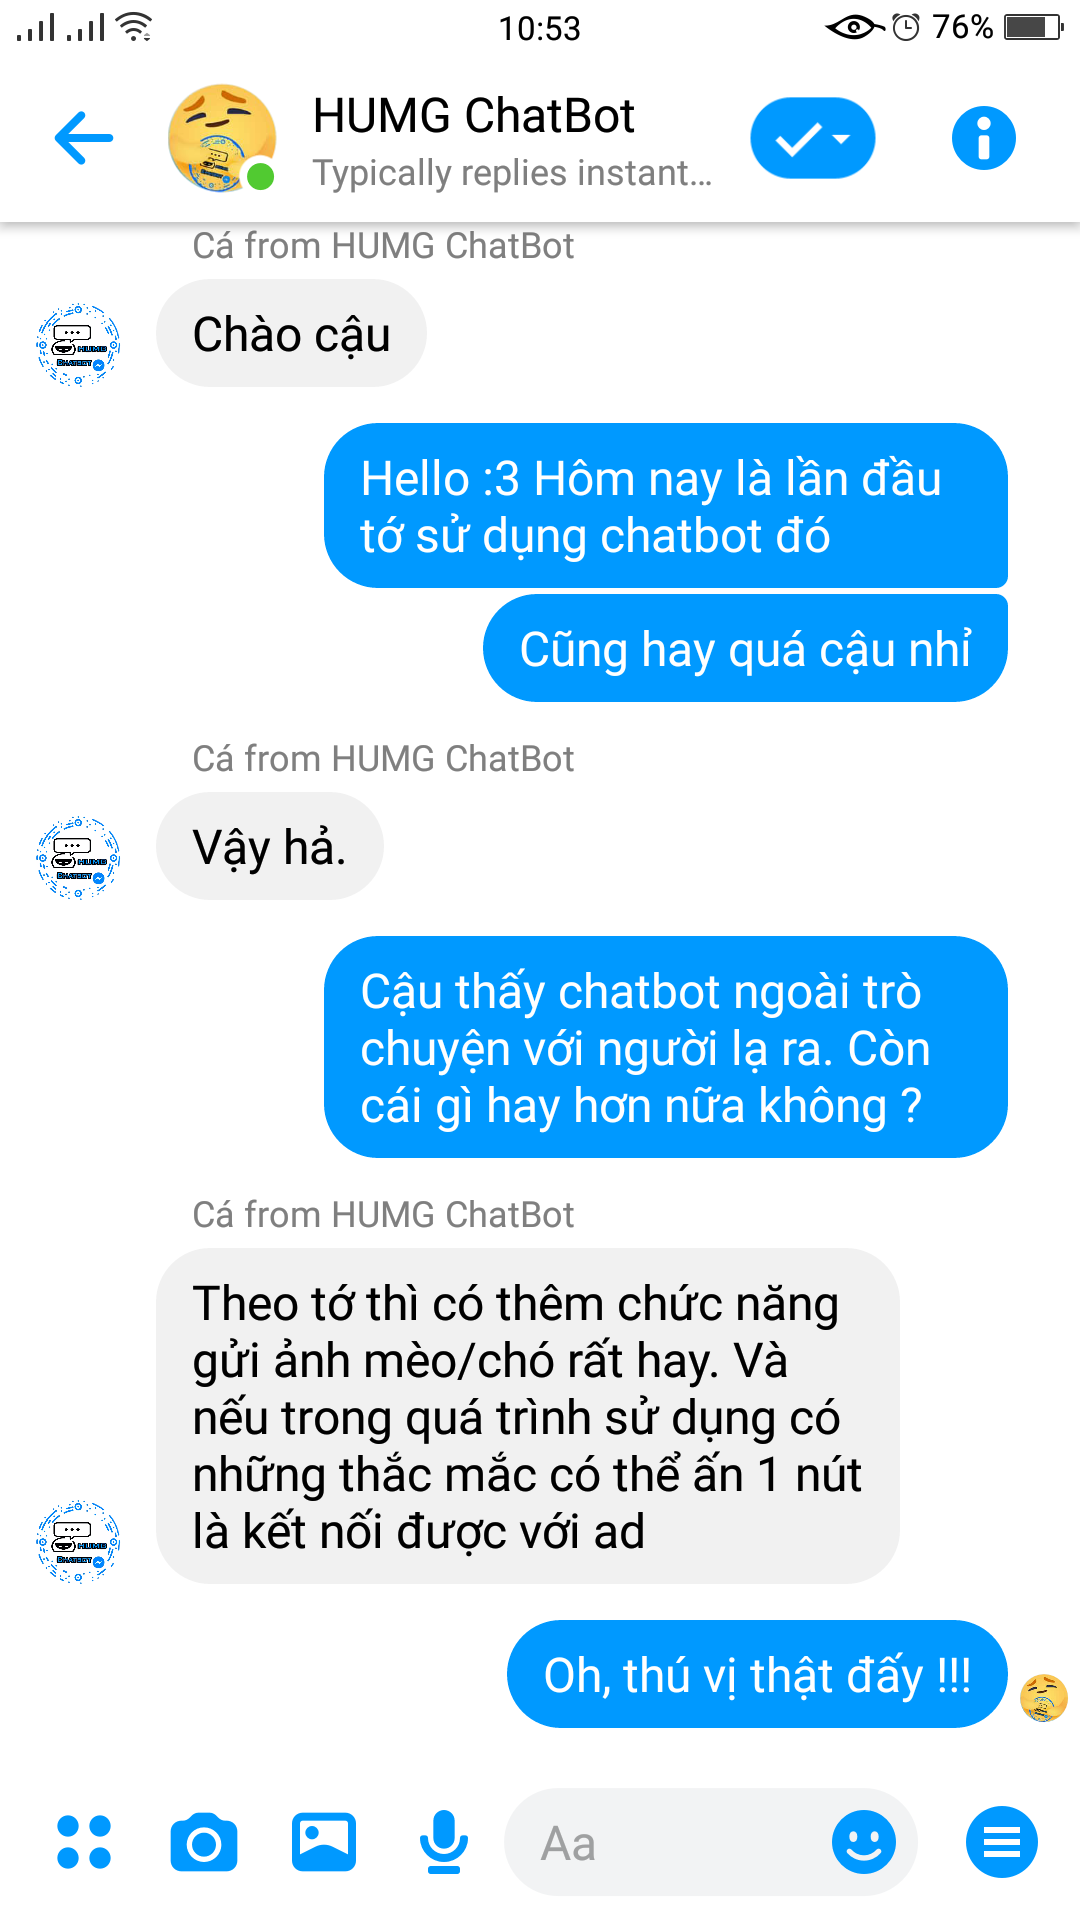 10:53
76%
HUMG ChatBot
Typically replies instant...
Cá from HUMG ChatBot
Chào cậu
Hello :3 Hôm nay là lần đầu
tớ sử dụng chatbot đó
Cũng hay quá cậu nhỉ
Cá from HUMG ChatBot
Vậy hả.
Cậu thấy chatbot ngoài trò
chuyện với người lạ ra. Còn
cái gì hay hơn nữa không ?
Cá from HUMG ChatBot
Theo tớ thì có thêm chức năng
gửi ảnh mèo/chó rất hay. Và
nếu trong quá trình sử dụng có
những thắc mắc có thể ấn 1 nút
là kết nối được với ad
Oh, thú vị thật đấy !!!
Aa